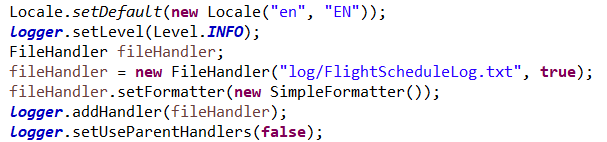 Locale.setDefault(new Locale("en", "EN"));
logger.setLevel(Level.INFO);
FileHandler fileHandler;
fileHandler = new FileHandler("log/FlightScheduleLog.txt", true);
fileHandler.setFormatter(new SimpleFormatter());
logger.addHandler(fileHandler);
logger.setUseParentHandlers(false);